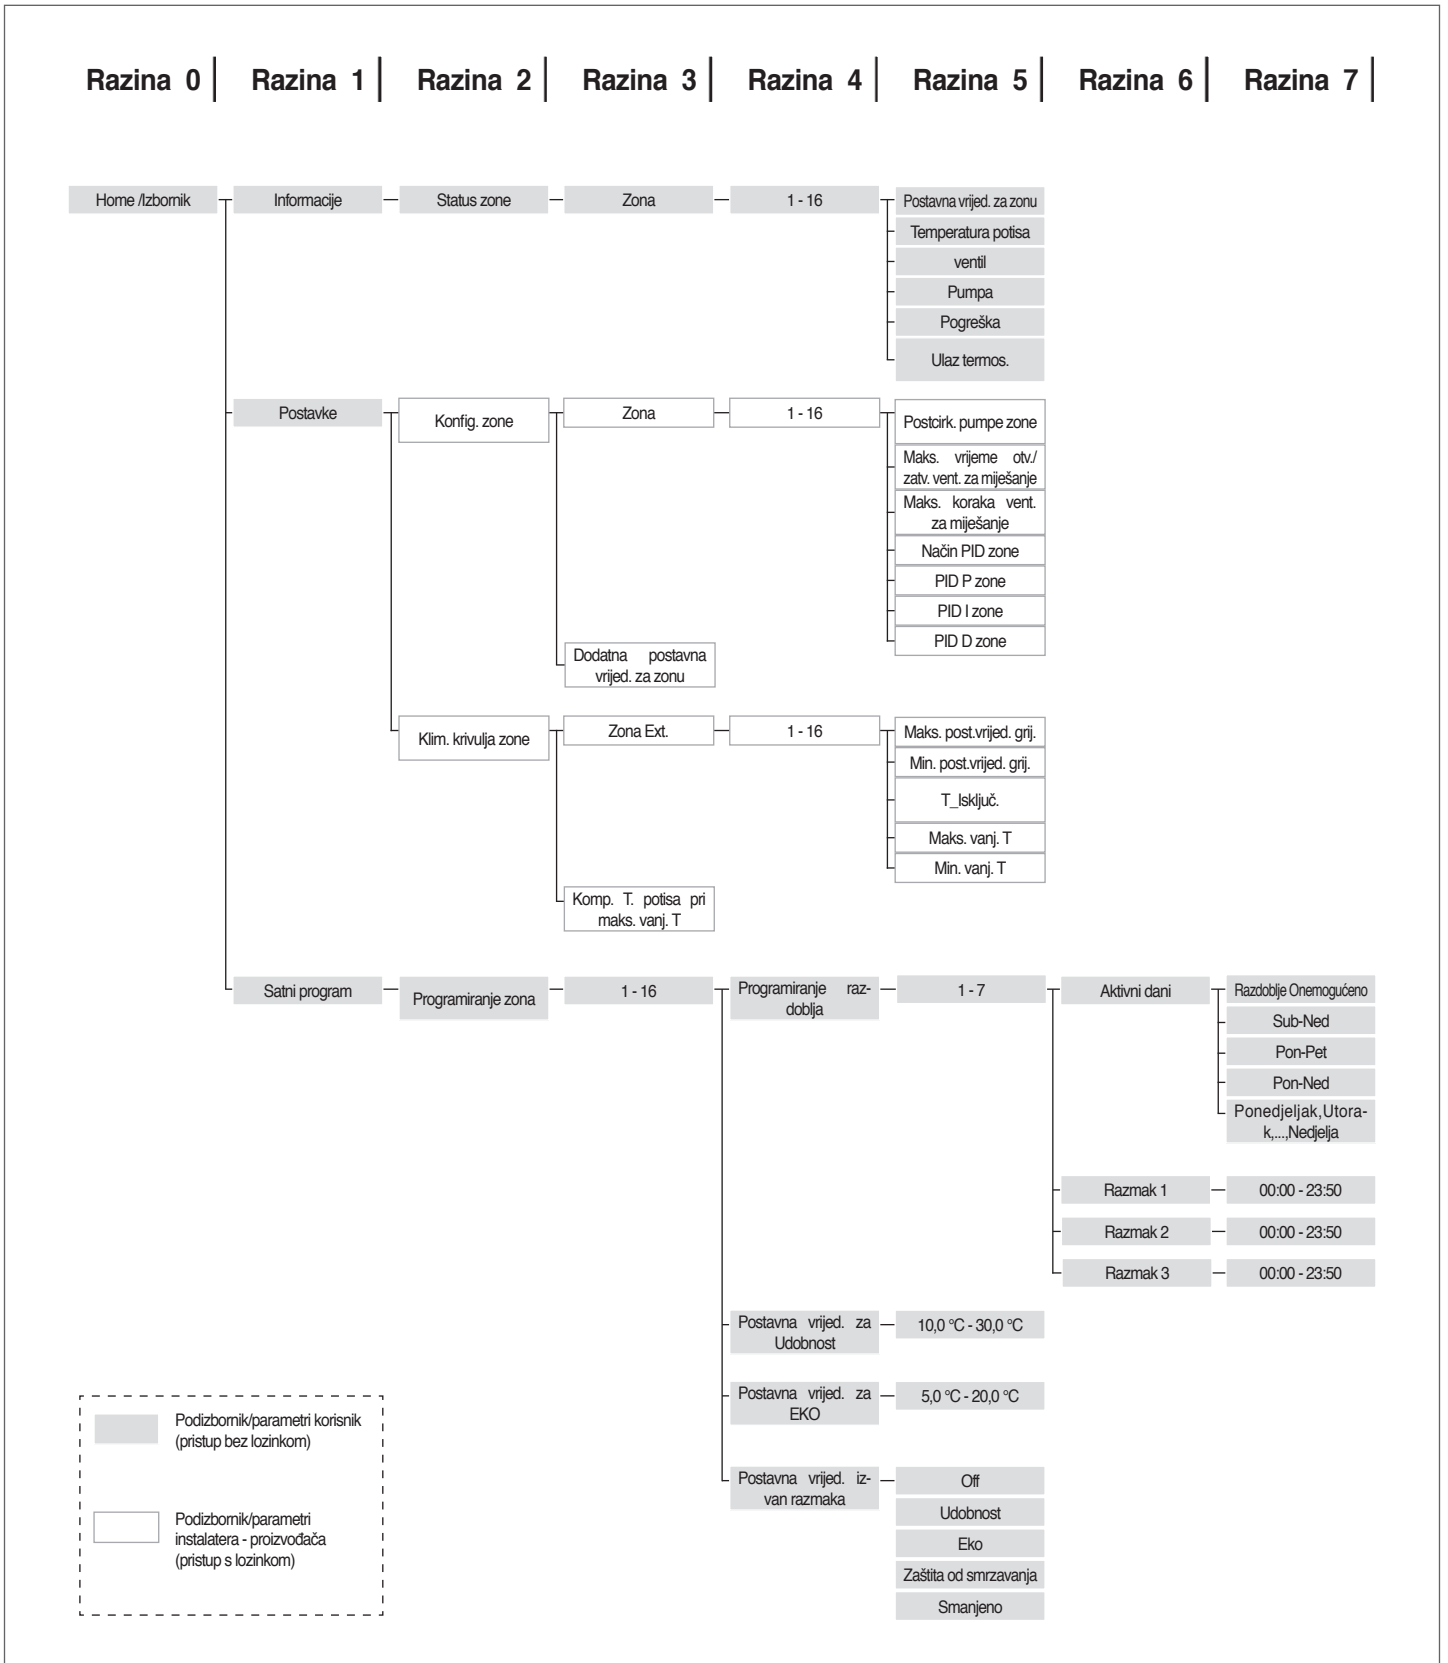 Razina 0
Razina 1
Razina 2
Razina 3
Razina 4
Razina 5
Razina 6
Razina 7
Home /Izbornik
Informacije
Status zone
Zona
1 - 16
Postavna vrijed. za zonu
Temperatura potisa
ventil
Pumpa
Pogreška
Ulaz termos.
Postavke
Konfig. zone
Zona
1 - 16
Postcirk. pumpe zone
Maks. vrijeme otv./
zatv. vent. za miješanje
Maks. koraka vent.
za miješanje
Način PID zone
PID P zone
PID I zone
PID D zone
Dodatna postavna
vrijed. za zonu
Klim. krivulja zone
Zona Ext.
1 - 16
Maks. post.vrijed. grij.
Min. post.vrijed. grij.
T_Isključ.
Maks. vanj. T
Min. vanj. T
Komp. T. potisa pri
maks. vanj. T
Satni program
Programiranje zona
1 - 16
Programiranje raz-
doblja
1 - 7
Aktivni dani
Razdoblje Onemogućeno
Sub-Ned
Pon-Pet
Pon-Ned
Ponedjeljak,Utora-
k,...,Nedjelja
Razmak 1
00:00 - 23:50
Razmak 2
00:00 - 23:50
Razmak 3
00:00 - 23:50
Postavna vrijed. za
Udobnost
10,0 °C - 30,0 °C
Postavna vrijed. za
EKO
5,0 °C - 20,0 °C
Postavna vrijed. iz-
van razmaka
Off
Udobnost
Eko
Zaštita od smrzavanja
Smanjeno
Podizbornik/parametri korisnik
(pristup bez lozinkom)
Podizbornik/parametri
instalatera - proizvođača
(pristup s lozinkom)